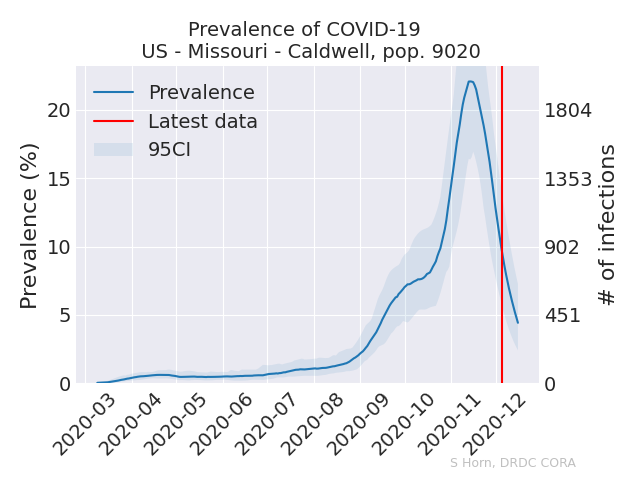 Prevalence of COVID-19
US - Missouri - Caldwell, pop. 9020
Prevalence
Latest data
95CI
Prevalence (%)
20
15
10
5
0
1804
1353
902
451
0
# of infections
2020-03
2020-04
2020-05
2020-06
2020-07
2020-08
2020-09
2020-10
2020-11
2020-12
S Horn, DRDC CORA